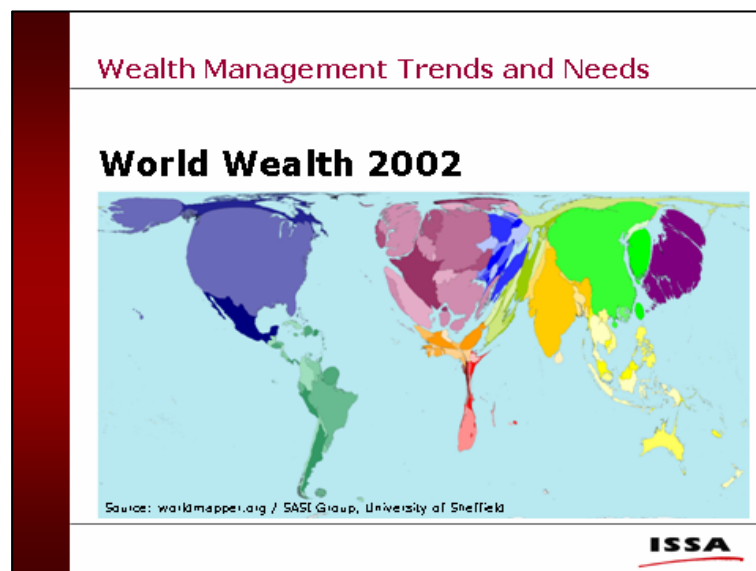 Wealth Management Trends and Needs
World Wealth 2002
Source: worldmapper.org / SASI Group, University of Sheffield
ISSA